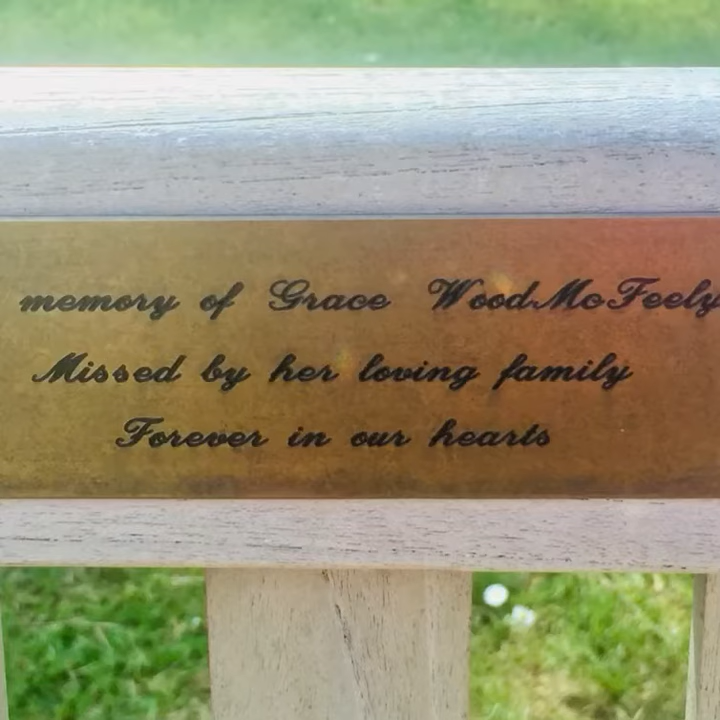 memory of Grace WoodMcFeely
Missed by her loving family
Forever in our hearts